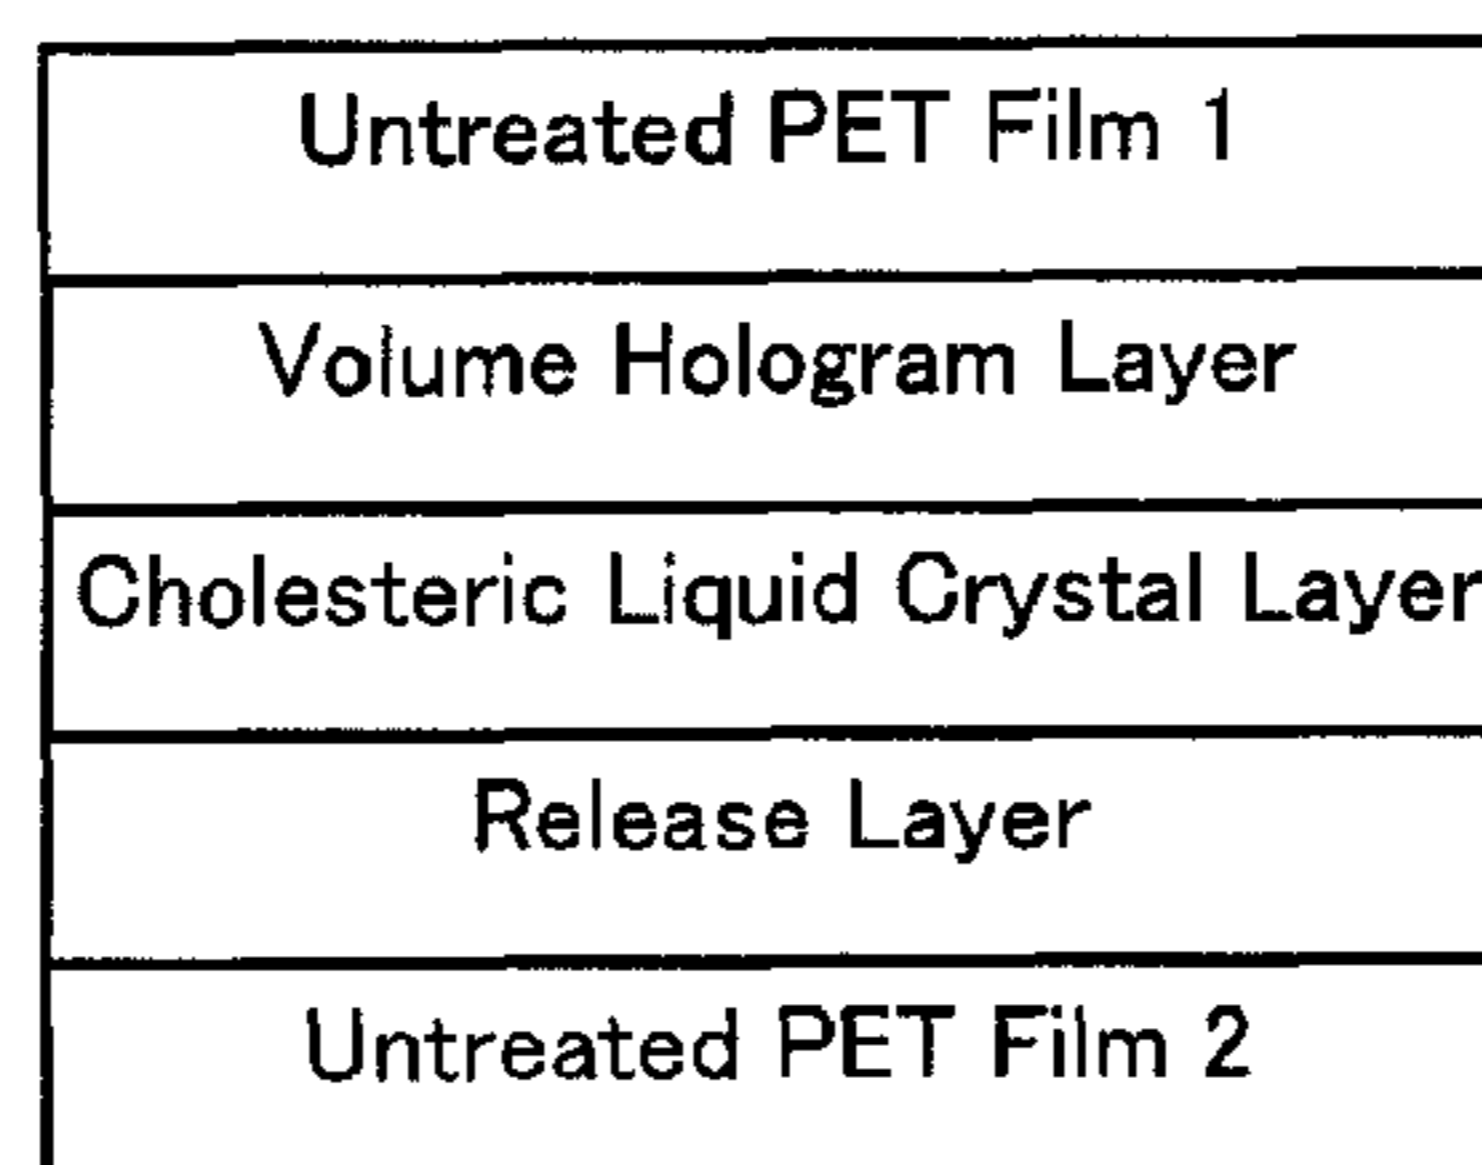 Untreated PET Film 1
Volume Hologram Layer
Cholesteric Liquid Crystal Layer
Release Layer
Untreated PET Film 2